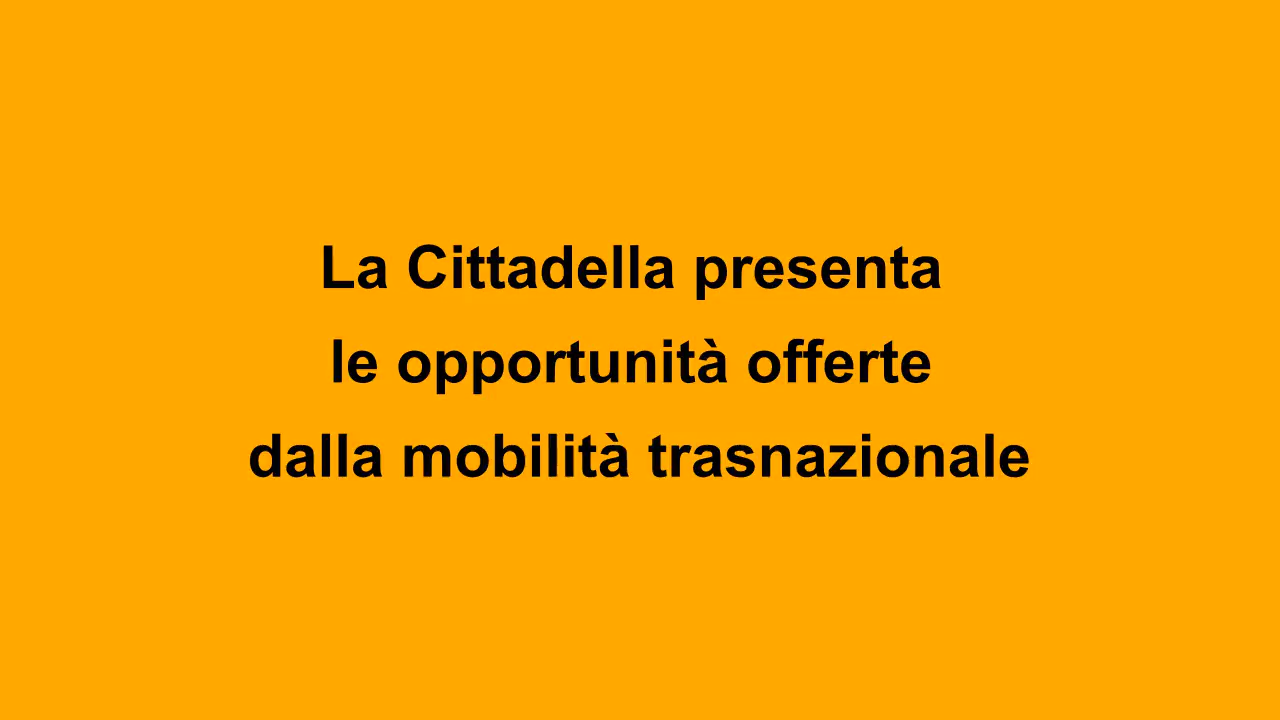 La Cittadella presenta
le opportunità offerte
dalla mobilità trasnazionale